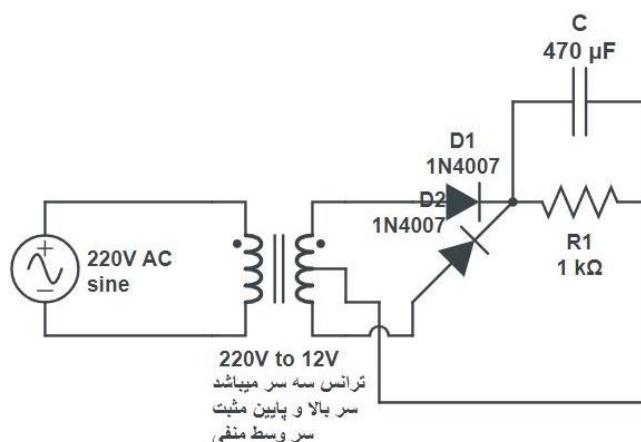 C
470 µF
D1
1N4007
D2
1N4007
R1
1 kΩ
220V AC
sine
220V to 12V
ترانس سه سر میباشد
سر بالا و پایین مثبت
سر وسط منفی